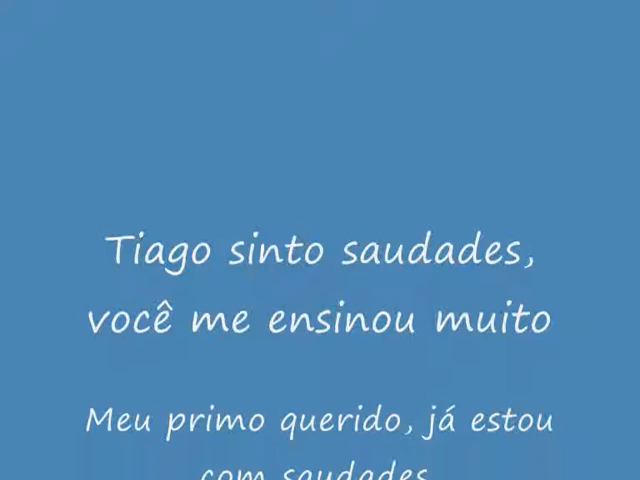 Tiago sinto saudades,
você me ensinou muito
Meu primo querido, já estou
com saudades